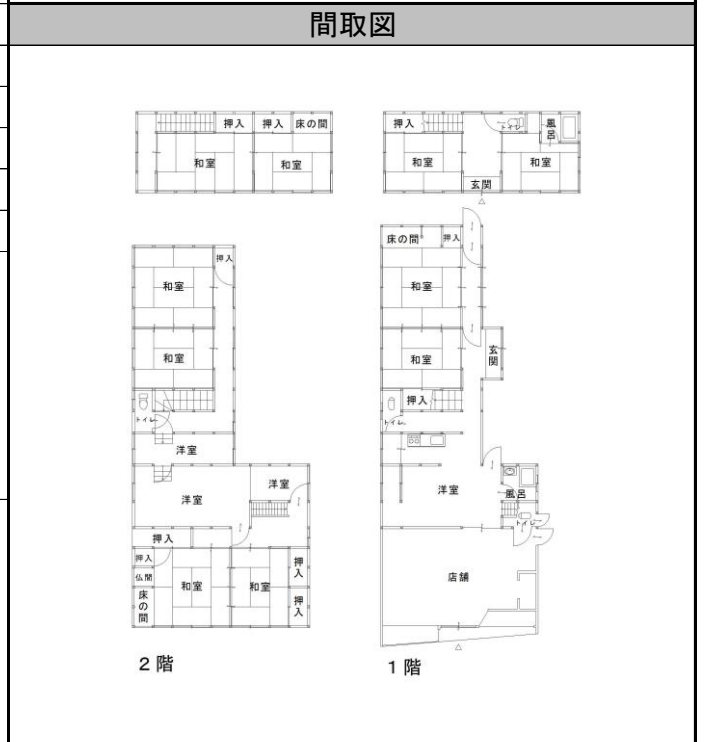 間取図
押入
押入
床の間
和室
和室
押入
トイレ
風呂
和室
和室
玄関
押入
和室
和室
トイレ
洋室
洋室
洋室
押入
押入
仏間
床の間
和室
和室
押入
押入
2階
床の間
押入
和室
和室
玄関
押入
トイレ
洋室
風呂
トイレ
店舗
1階